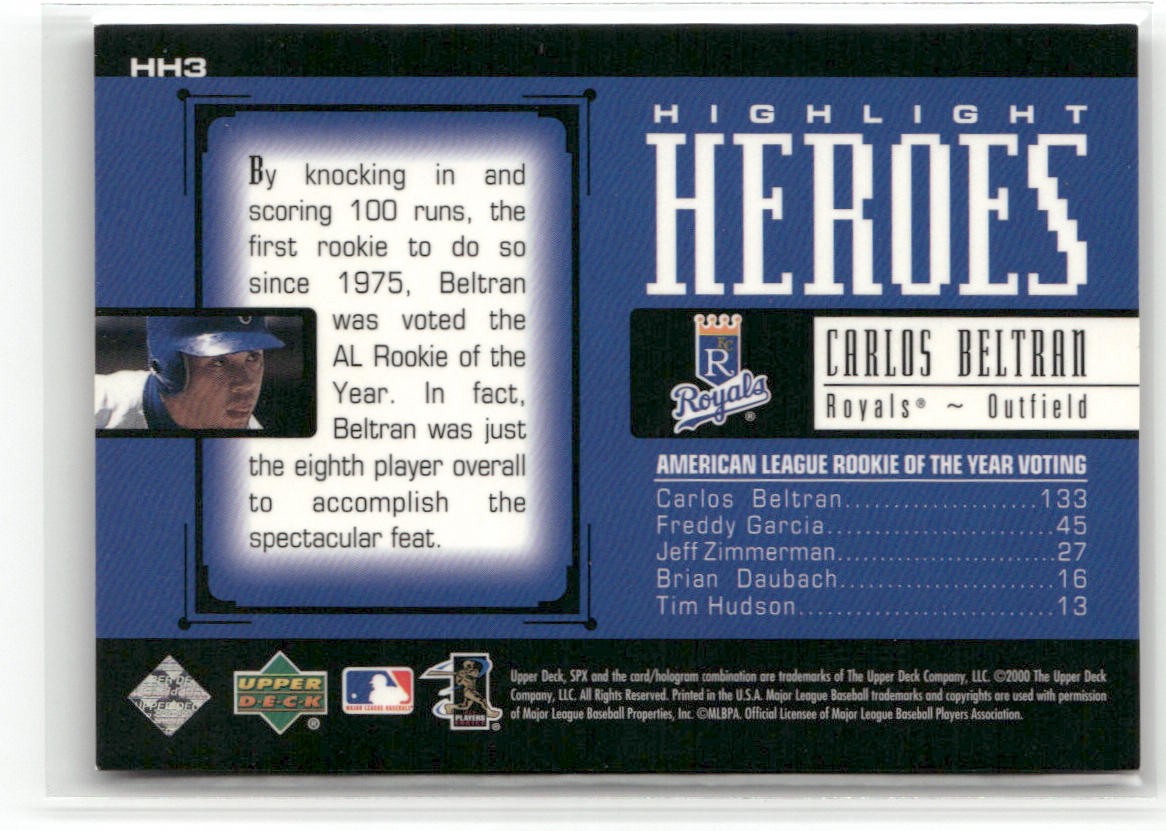 HH3
By knocking in and
scoring 100 runs, the
first rookie to do so
since 1975, Beltran
was voted the
AL Rookie of the
Year. In fact,
Beltran was just
the eighth player overall
to accomplish the
spectacular feat.
HIGHLIGHT
HEROES
KC
R
Royals®
CARLOS BELTRAN
Royals® ~ Outfield
AMERICAN LEAGUE ROOKIE OF THE YEAR VOTING
Carlos Beltran.....................133
Freddy Garcia.......................45
Jeff Zimmerman......................27
Brian Daubach.......................16
Tim Hudson..........................13
UPPER
DECK®
MAJOR LEAGUE BASEBALL
PLAYERS
Upper Deck, SPX and the card/hologram combination are trademarks of The Upper Deck Company, LLC. ©2000 The Upper Deck
Company, LLC. All Rights Reserved. Printed in the U.S.A. Major League Baseball trademarks and copyrights are used with permission
of Major League Baseball Properties, Inc. ©MLBPA. Official Licensee of Major League Baseball Players Association.